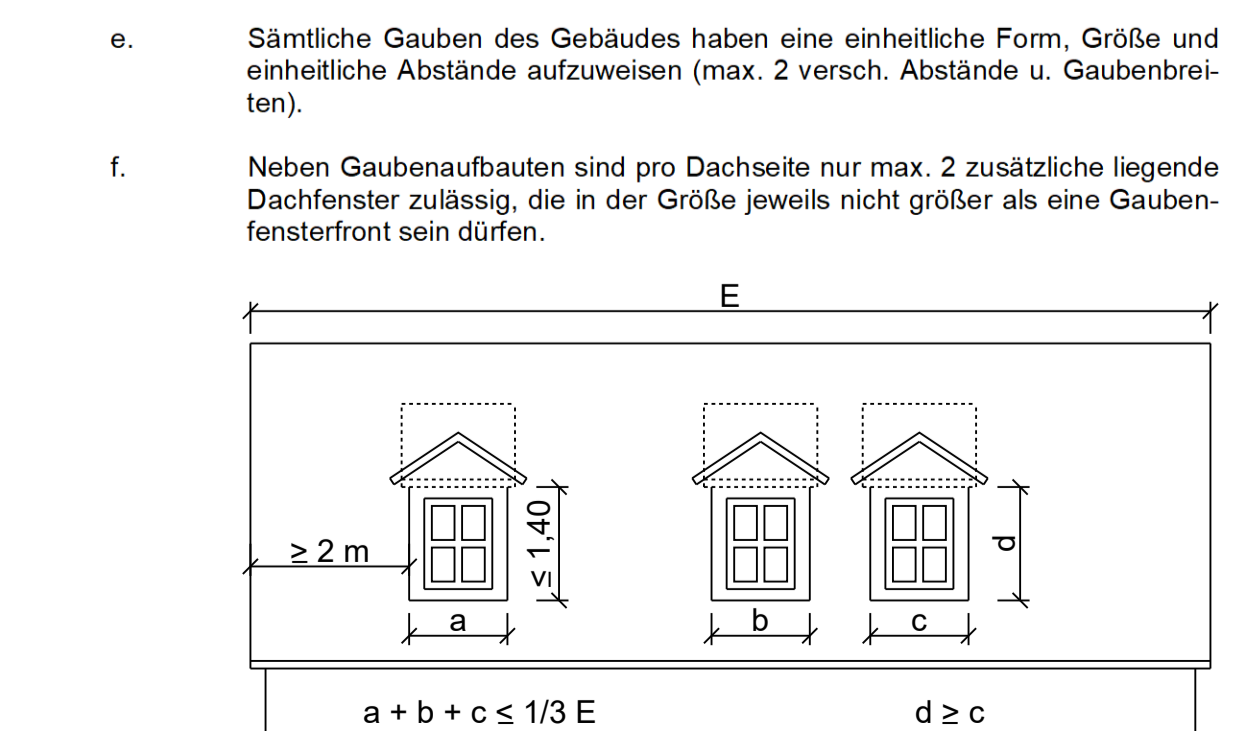 e. Sämtliche Gauben des Gebäudes haben eine einheitliche Form, Größe und
einheitliche Abstände aufzuweisen (max. 2 versch. Abstände u. Gaubenbrei-
ten).
f. Neben Gaubenaufbauten sind pro Dachseite nur max. 2 zusätzliche liegende
Dachfenster zulässig, die in der Größe jeweils nicht größer als eine Gauben-
fensterfront sein dürfen.
E
≥ 2 m
≤ 1,40
d
a
b
c
a + b + c ≤ 1/3 E
d ≥ c